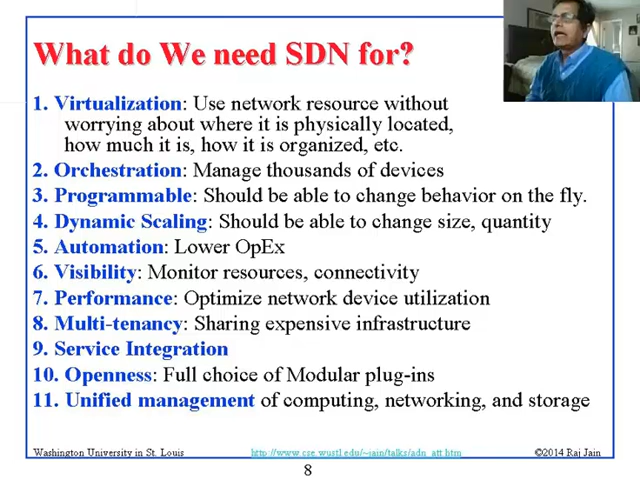 What do We need SDN for?
1. Virtualization: Use network resource without
worrying about where it is physically located,
how much it is, how it is organized, etc.
2. Orchestration: Manage thousands of devices
3. Programmable: Should be able to change behavior on the fly.
4. Dynamic Scaling: Should be able to change size, quantity
5. Automation: Lower OpEx
6. Visibility: Monitor resources, connectivity
7. Performance: Optimize network device utilization
8. Multi-tenancy: Sharing expensive infrastructure
9. Service Integration
10. Openness: Full choice of Modular plug-ins
11. Unified management of computing, networking, and storage
Washington University in St. Louis http://www.cse.wustl.edu/~jain/talks/adn_att.htm ©2014 Raj Jain
8